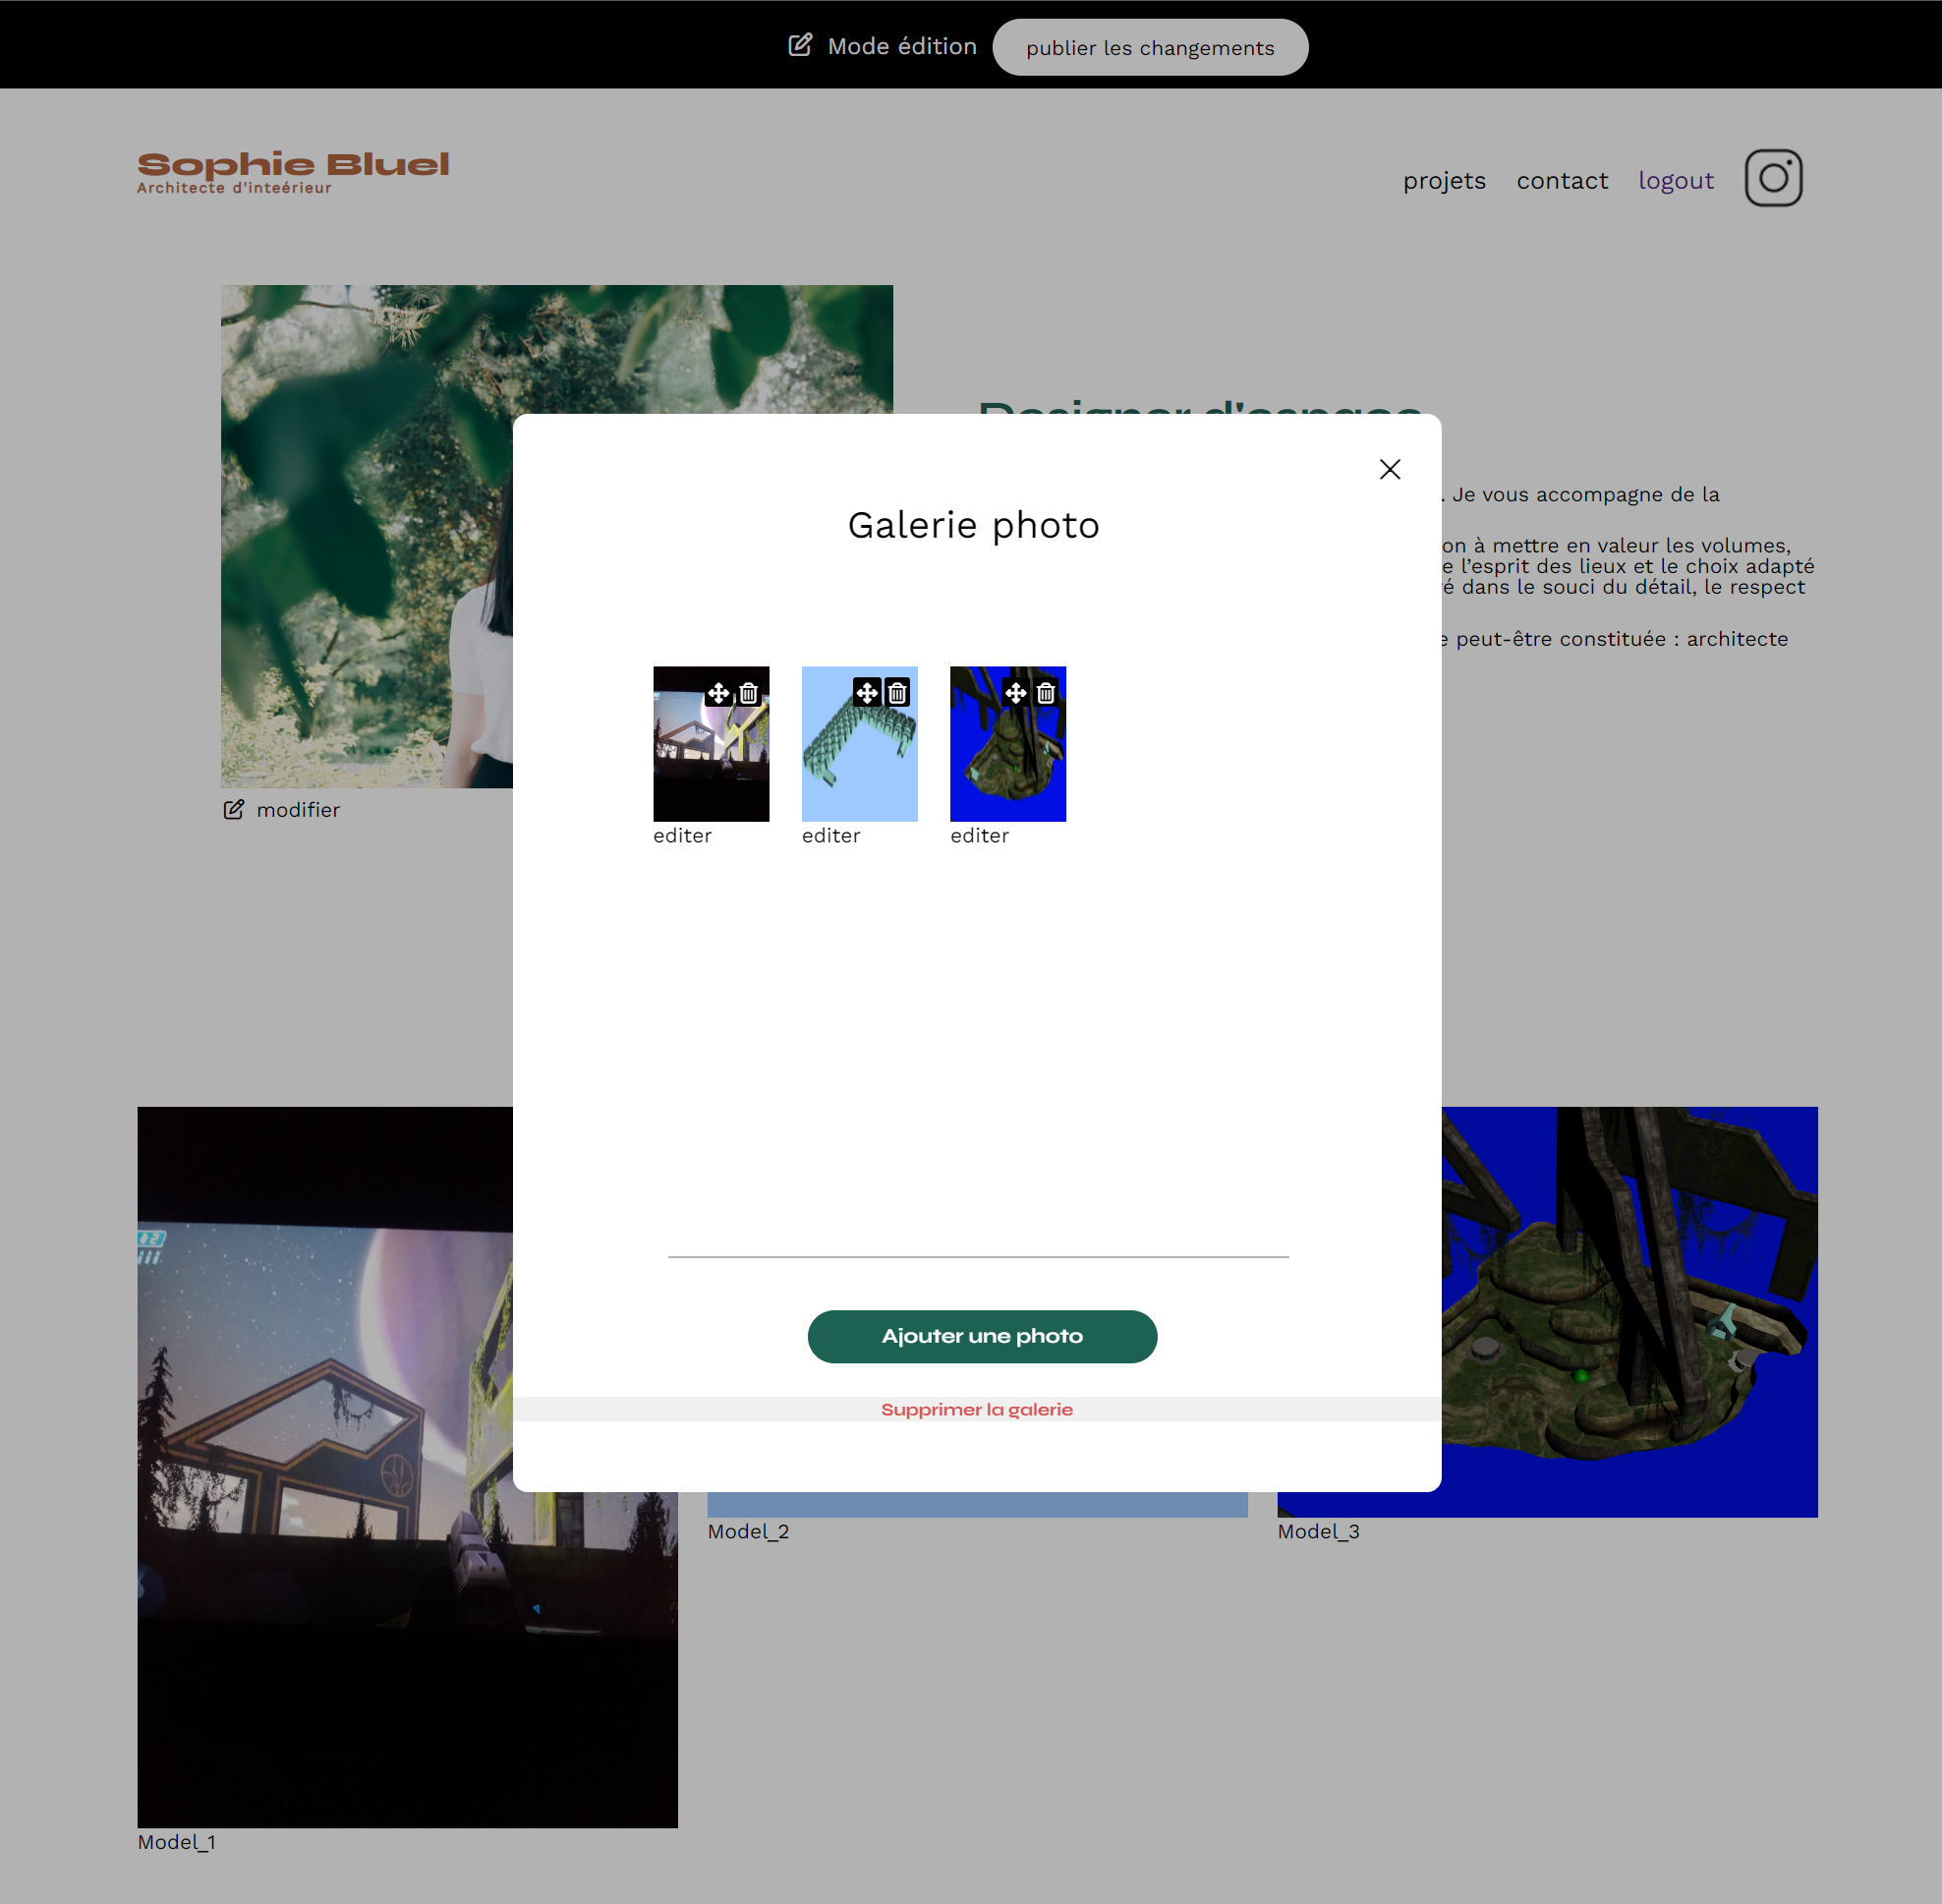 Mode édition
publier les changements
Sophie Bluel
Architecte d'inteérieur
projets
contact
logout
Designer d'espace
. Je vous accompagne de la
on à mettre en valeur les volumes,
e l’esprit des lieux et le choix adapté
é dans le souci du détail, le respect
e peut-être constituée : architecte
modifier
Galerie photo
editer
editer
editer
Ajouter une photo
Supprimer la galerie
Model_2
Model_3
Model_1